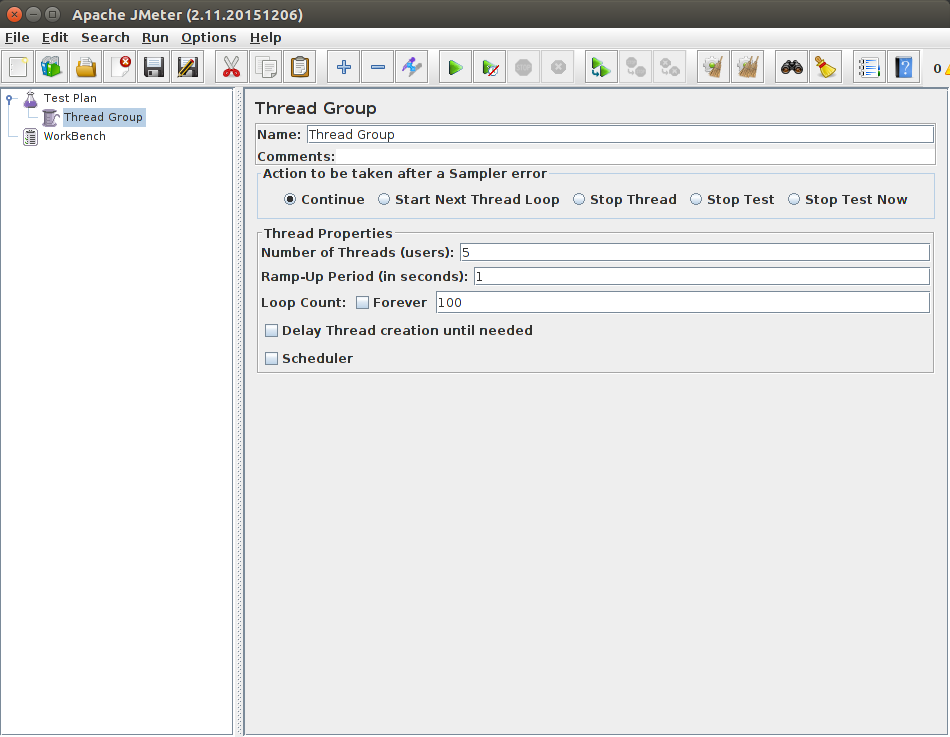 Apache JMeter (2.11.20151206)
File Edit Search Run Options Help
0
Test Plan
Thread Group
WorkBench
Thread Group
Name: Thread Group
Comments:
Action to be taken after a Sampler error
Continue Start Next Thread Loop Stop Thread Stop Test Stop Test Now
Thread Properties
Number of Threads (users): 5
Ramp-Up Period (in seconds): 1
Loop Count: Forever 100
Delay Thread creation until needed
Scheduler